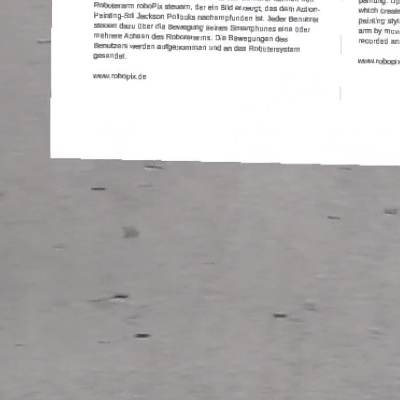 Roboterarm roboPix steuern, der ein Bild erzeugt, das dem Action-
Painting-Stil Jackson Pollocks nachempfunden ist. Jeder Benutzer
steuert dazu über die Bewegung seines Smartphones eine oder
mehrere Achsen des Roboterarms. Die Bewegungen des
Benutzers werden aufgenommen und an das Robotersystem
gesendet.
www.robopix.de
painting. Up
which create
painting styl
arm by movi
recorded an
www.robopi